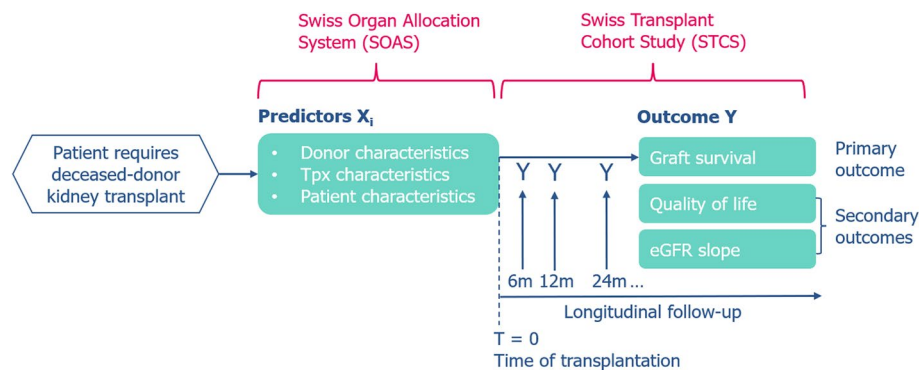 Swiss Organ Allocation
System (SOAS)
Swiss Transplant
Cohort Study (STCS)
Predictors Xi
Outcome Y
Patient requires
deceased-donor
kidney transplant
• Donor characteristics
• Tpx characteristics
• Patient characteristics
Y Y Y
Graft survival
Primary
outcome
Quality of life
Secondary
outcomes
eGFR slope
6m 12m 24m ...
Longitudinal follow-up
T = 0
Time of transplantation